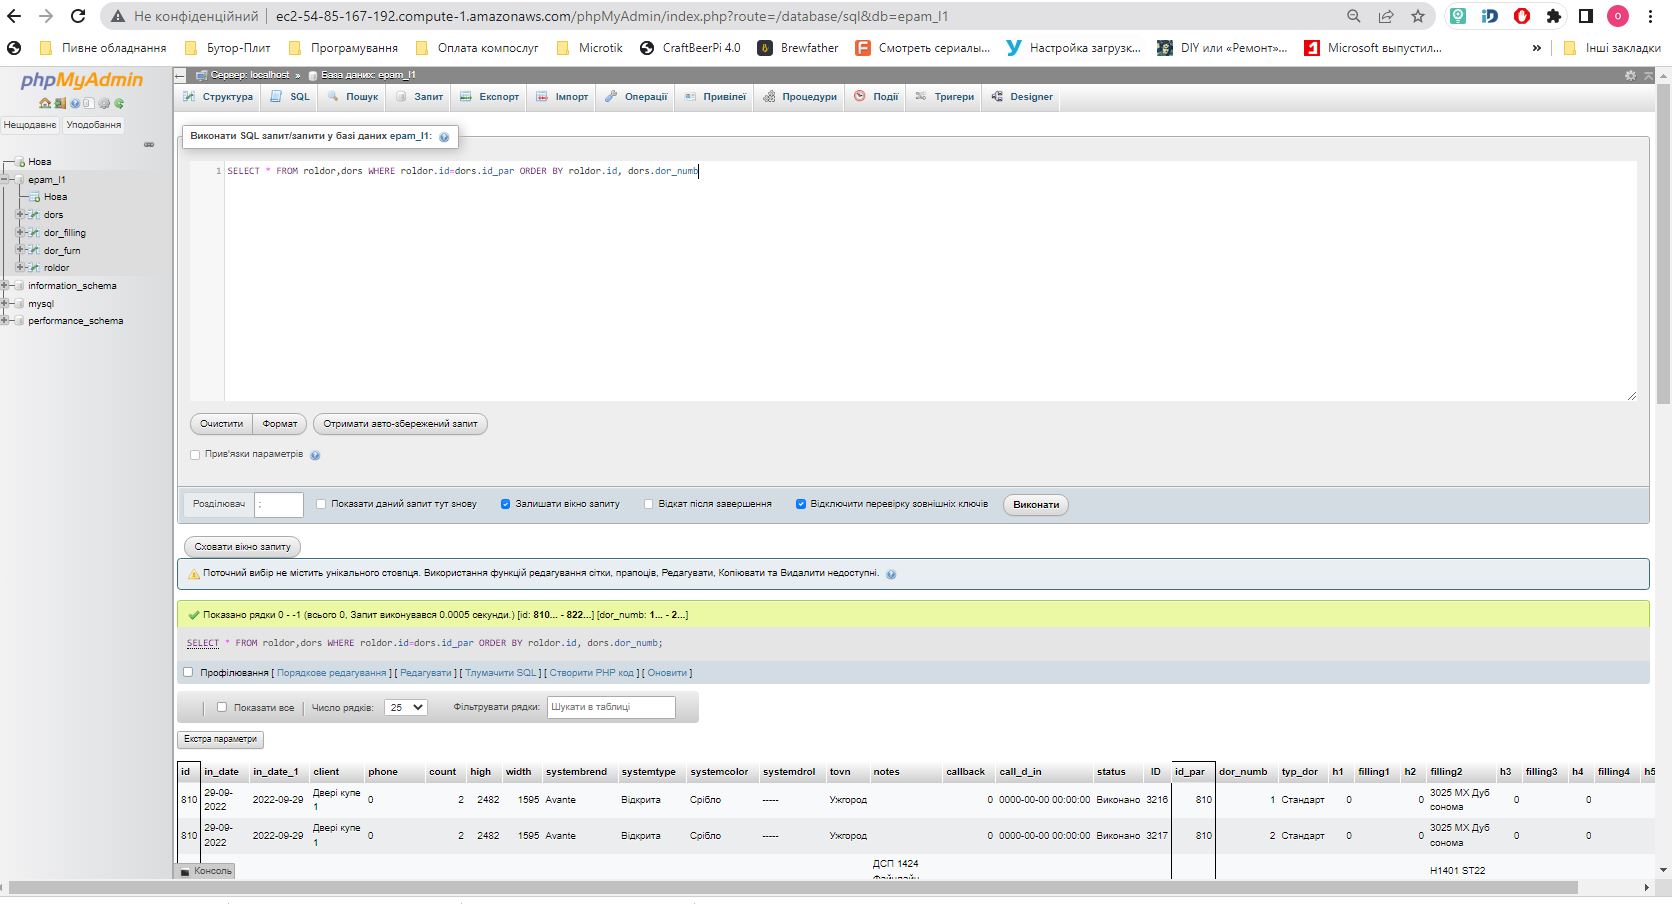 Не конфіденційний | ec2-54-85-167-192.compute-1.amazonaws.com/phpMyAdmin/index.php?route=/database/sql&db=epam_l1
Пивне обладнання Бутор-Плит Програмування Оплата компослуг Microtik CraftBeerPi 4.0 Brewfather Смотреть сериалы... Настройка загрузк... DIY или «Ремонт»... Microsoft выпустил... » Інші закладки
phpMyAdmin
Нещодавнє Уподобання
Нова
epam_l1
Нова
dors
dor_filling
dor_furn
roldor
information_schema
mysql
performance_schema
Сервер: localhost » База даних: epam_l1
Структура SQL Пошук Запит Експорт Імпорт Операції Привілеї Процедури Події Тригери Designer
Виконати SQL запит/запити у базі даних epam_l1:
1 SELECT * FROM roldor,dors WHERE roldor.id=dors.id_par ORDER BY roldor.id, dors.dor_numb
Очистити Формат Отримати авто-збережений запит
Прив'язки параметрів
Розділювач ; Показати даний запит тут знову Залишати вікно запиту Відкат після завершення Відключити перевірку зовнішніх ключів Виконати
Сховати вікно запиту
Поточний вибір не містить унікального стовпця. Використання функцій редагування сітки, прапоців, Редагувати, Копіювати та Видалити недоступні.
Показано рядки 0 - -1 (всього 0, Запит виконувався 0.0005 секунди.) [id: 810... - 822...] [dor_numb: 1... - 2...]
SELECT * FROM roldor,dors WHERE roldor.id=dors.id_par ORDER BY roldor.id, dors.dor_numb;
Профілювання [ Порядкове редагування ] [ Редагувати ] [ Тлумачити SQL ] [ Створити PHP код ] [ Оновити ]
Показати все | Число рядків: 25 Фільтрувати рядки: Шукати в таблиці
Екстра параметри
id in_date in_date_1 client phone count high width systembrend systemtype systemcolor systemdrol tovn notes callback call_d_in status ID id_par dor_numb typ_dor h1 filling1 h2 filling2 h3 filling3 h4 filling4 h5
810 29-09-2022 2022-09-29 Двері купе 1 0 2 2482 1595 Avante Відкрита Срібло ----- Ужгород 0 0000-00-00 00:00:00 Виконано 3216 810 1 Стандарт 0 0 3025 MX Дуб сонома 0 0
810 29-09-2022 2022-09-29 Двері купе 1 0 2 2482 1595 Avante Відкрита Срібло ----- Ужгород 0 0000-00-00 00:00:00 Виконано 3217 810 2 Стандарт 0 0 3025 MX Дуб сонома 0 0
ДСП 1424
H1401 ST22
Консоль